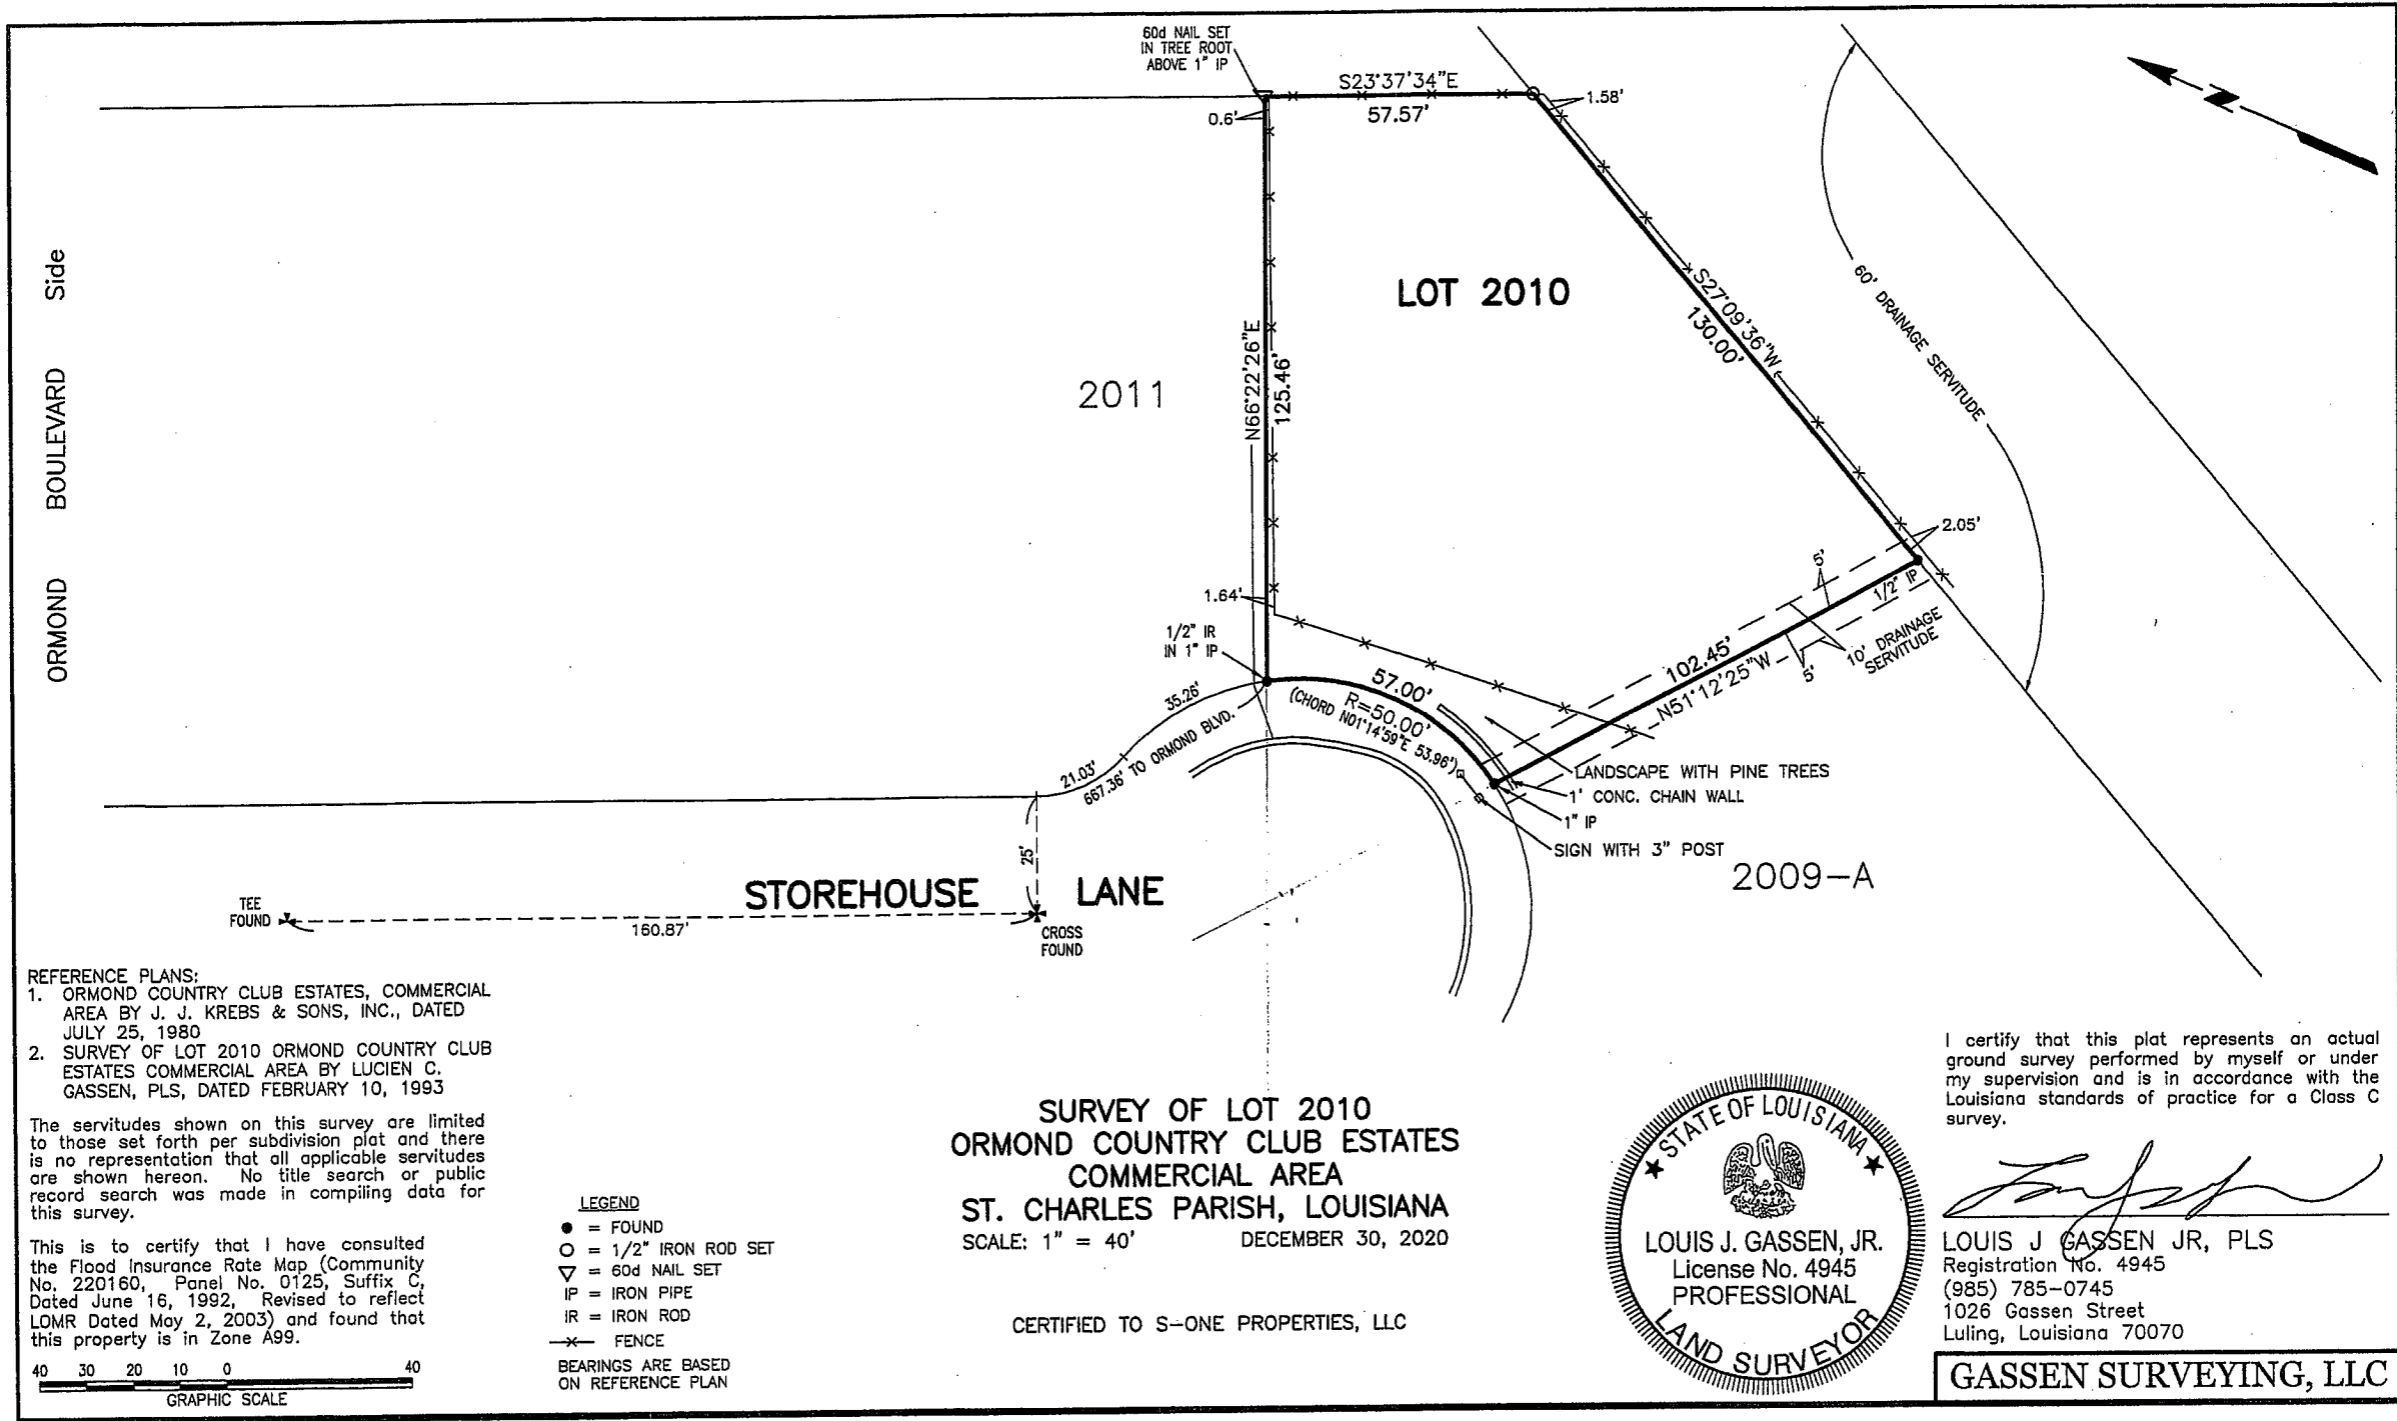 60d NAIL SET
IN TREE ROOT
ABOVE 1" IP
S23°37'34"E
57.57'
1.58'
0.6'
N
ORMOND BOULEVARD Side
LOT 2010
2011
N66°22'26"E
125.46'
S27°09'36"W
130.00'
60' DRAINAGE SERVITUDE
2.05'
5'
1/2" IP
10' DRAINAGE
SERVITUDE
5'
102.45'
N51°12'25"W
1.64'
1/2" IR
IN 1" IP
35.26'
21.03'
667.36' TO ORMOND BLVD.
57.00'
R=50.00'
(CHORD N01°14'59"E 53.96')
LANDSCAPE WITH PINE TREES
1' CONC. CHAIN WALL
1" IP
SIGN WITH 3" POST
2009-A
25'
STOREHOUSE LANE
TEE
FOUND
160.87'
CROSS
FOUND
REFERENCE PLANS:
1. ORMOND COUNTRY CLUB ESTATES, COMMERCIAL
AREA BY J. J. KREBS & SONS, INC., DATED
JULY 25, 1980
2. SURVEY OF LOT 2010 ORMOND COUNTRY CLUB
ESTATES COMMERCIAL AREA BY LUCIEN C.
GASSEN, PLS, DATED FEBRUARY 10, 1993
The servitudes shown on this survey are limited
to those set forth per subdivision plat and there
is no representation that all applicable servitudes
are shown hereon. No title search or public
record search was made in compiling data for
this survey.
This is to certify that I have consulted
the Flood Insurance Rate Map (Community
No. 220160, Panel No. 0125, Suffix C,
Dated June 16, 1992, Revised to reflect
LOMR Dated May 2, 2003) and found that
this property is in Zone A99.
40 30 20 10 0 40
GRAPHIC SCALE
LEGEND
= FOUND
= 1/2" IRON ROD SET
= 60d NAIL SET
IP = IRON PIPE
IR = IRON ROD
FENCE
BEARINGS ARE BASED
ON REFERENCE PLAN
SURVEY OF LOT 2010
ORMOND COUNTRY CLUB ESTATES
COMMERCIAL AREA
ST. CHARLES PARISH, LOUISIANA
SCALE: 1" = 40' DECEMBER 30, 2020
CERTIFIED TO S-ONE PROPERTIES, LLC
STATE OF LOUISIANA
LOUIS J. GASSEN, JR.
License No. 4945
PROFESSIONAL
LAND SURVEYOR
I certify that this plat represents an actual
ground survey performed by myself or under
my supervision and is in accordance with the
Louisiana standards of practice for a Class C
survey.
LOUIS J GASSEN JR, PLS
Registration No. 4945
(985) 785-0745
1026 Gassen Street
Luling, Louisiana 70070
GASSEN SURVEYING, LLC